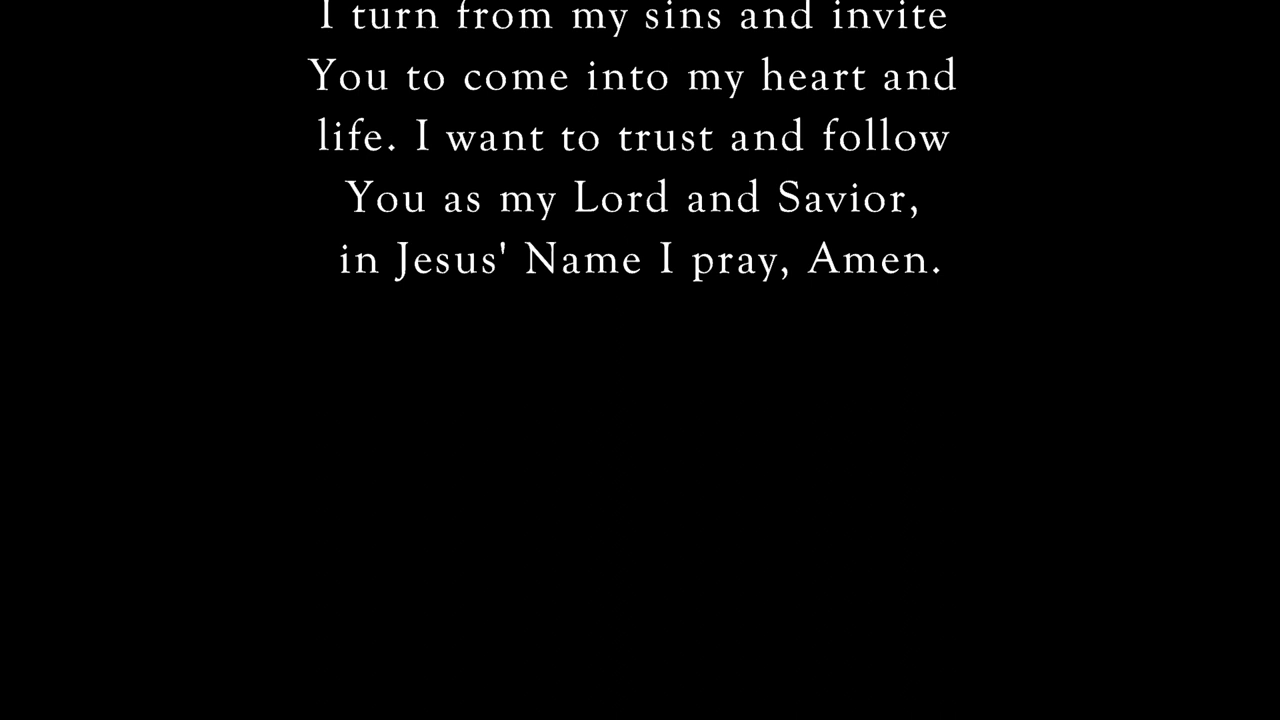 I turn from my sins and invite
You to come into my heart and
life. I want to trust and follow
You as my Lord and Savior,
in Jesus' Name I pray, Amen.